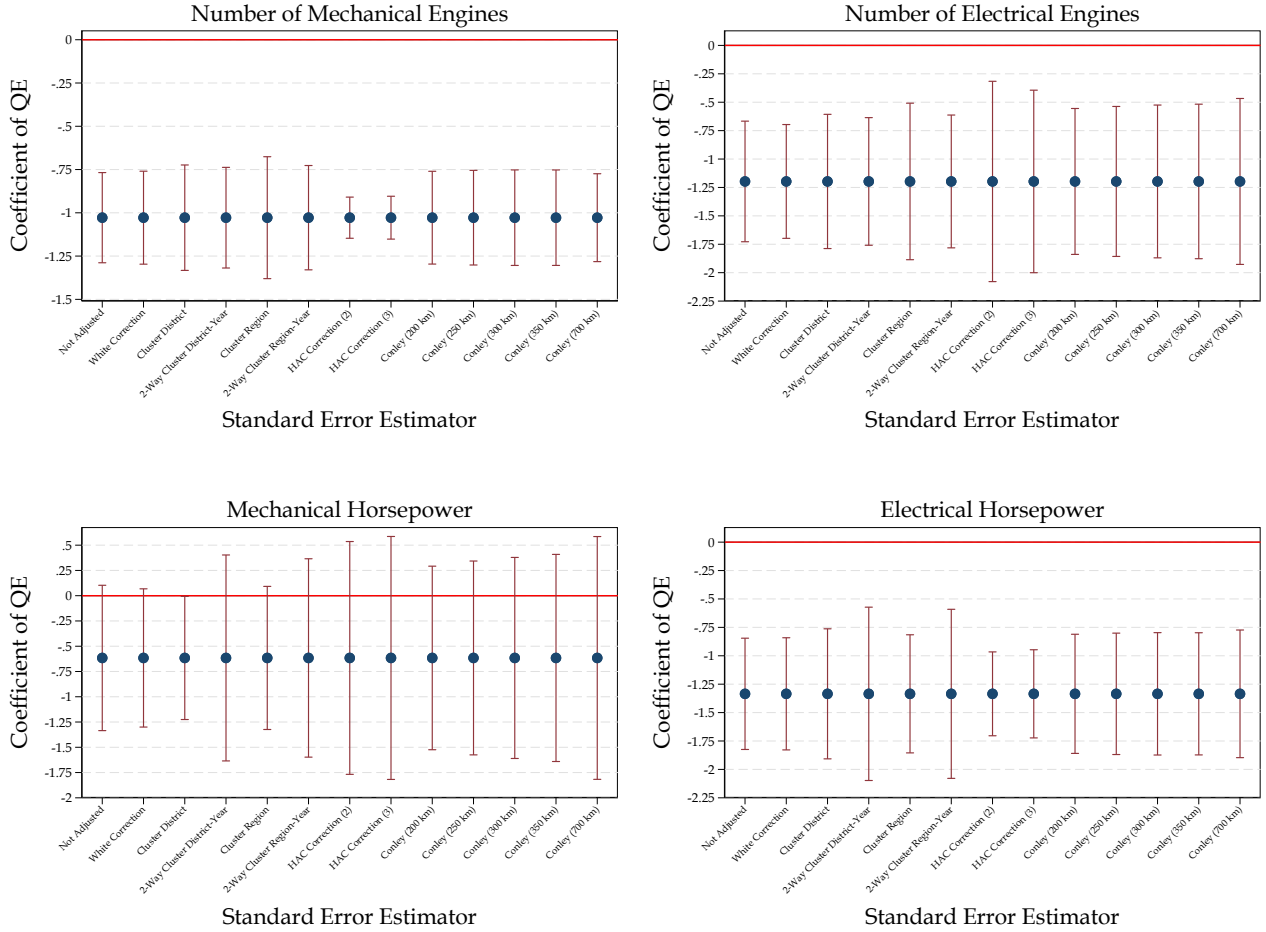 Number of Mechanical Engines
Coefficient of QE
0
-.25
-.5
-.75
-1
-1.25
-1.5
Not Adjusted
White Correction
Cluster District
2-Way Cluster District-Year
Cluster Region
2-Way Cluster Region-Year
HAC Correction (2)
HAC Correction (3)
Conley (200 km)
Conley (250 km)
Conley (300 km)
Conley (350 km)
Conley (700 km)
Standard Error Estimator
Number of Electrical Engines
Coefficient of QE
0
-.25
-.5
-.75
-1
-1.25
-1.5
-1.75
-2
-2.25
Not Adjusted
White Correction
Cluster District
2-Way Cluster District-Year
Cluster Region
2-Way Cluster Region-Year
HAC Correction (2)
HAC Correction (3)
Conley (200 km)
Conley (250 km)
Conley (300 km)
Conley (350 km)
Conley (700 km)
Standard Error Estimator
Mechanical Horsepower
Coefficient of QE
.5
.25
0
-.25
-.5
-.75
-1
-1.25
-1.5
-1.75
-2
Not Adjusted
White Correction
Cluster District
2-Way Cluster District-Year
Cluster Region
2-Way Cluster Region-Year
HAC Correction (2)
HAC Correction (3)
Conley (200 km)
Conley (250 km)
Conley (300 km)
Conley (350 km)
Conley (700 km)
Standard Error Estimator
Electrical Horsepower
Coefficient of QE
0
-.25
-.5
-.75
-1
-1.25
-1.5
-1.75
-2
-2.25
Not Adjusted
White Correction
Cluster District
2-Way Cluster District-Year
Cluster Region
2-Way Cluster Region-Year
HAC Correction (2)
HAC Correction (3)
Conley (200 km)
Conley (250 km)
Conley (300 km)
Conley (350 km)
Conley (700 km)
Standard Error Estimator